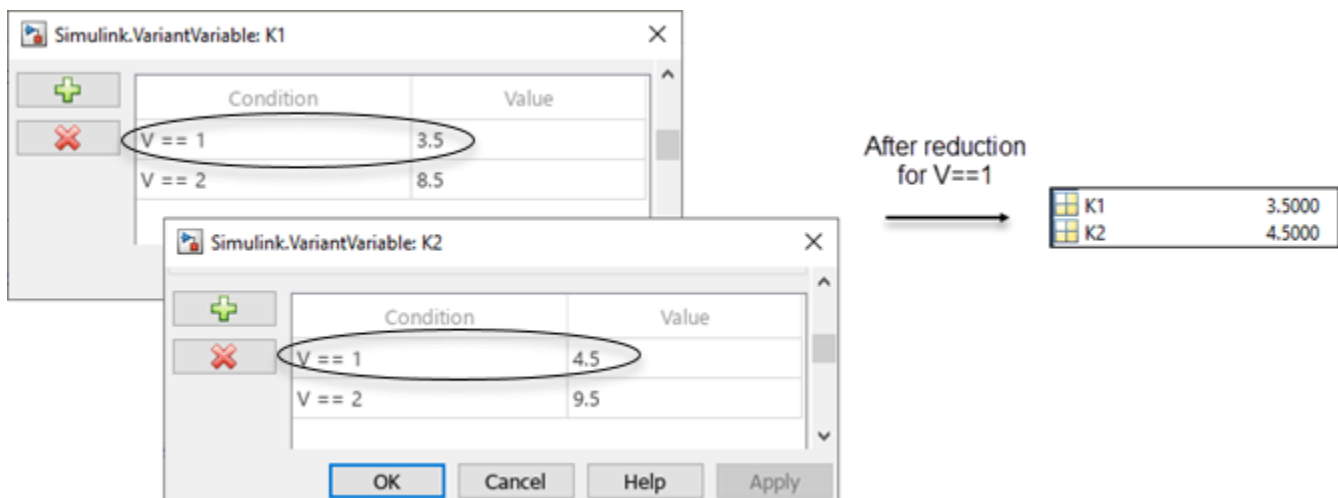 Simulink.VariantVariable: K1
Condition Value
V == 1 3.5
V == 2 8.5
Simulink.VariantVariable: K2
Condition Value
V == 1 4.5
V == 2 9.5
OK Cancel Help Apply
After reduction
for V==1
K1 3.5000
K2 4.5000